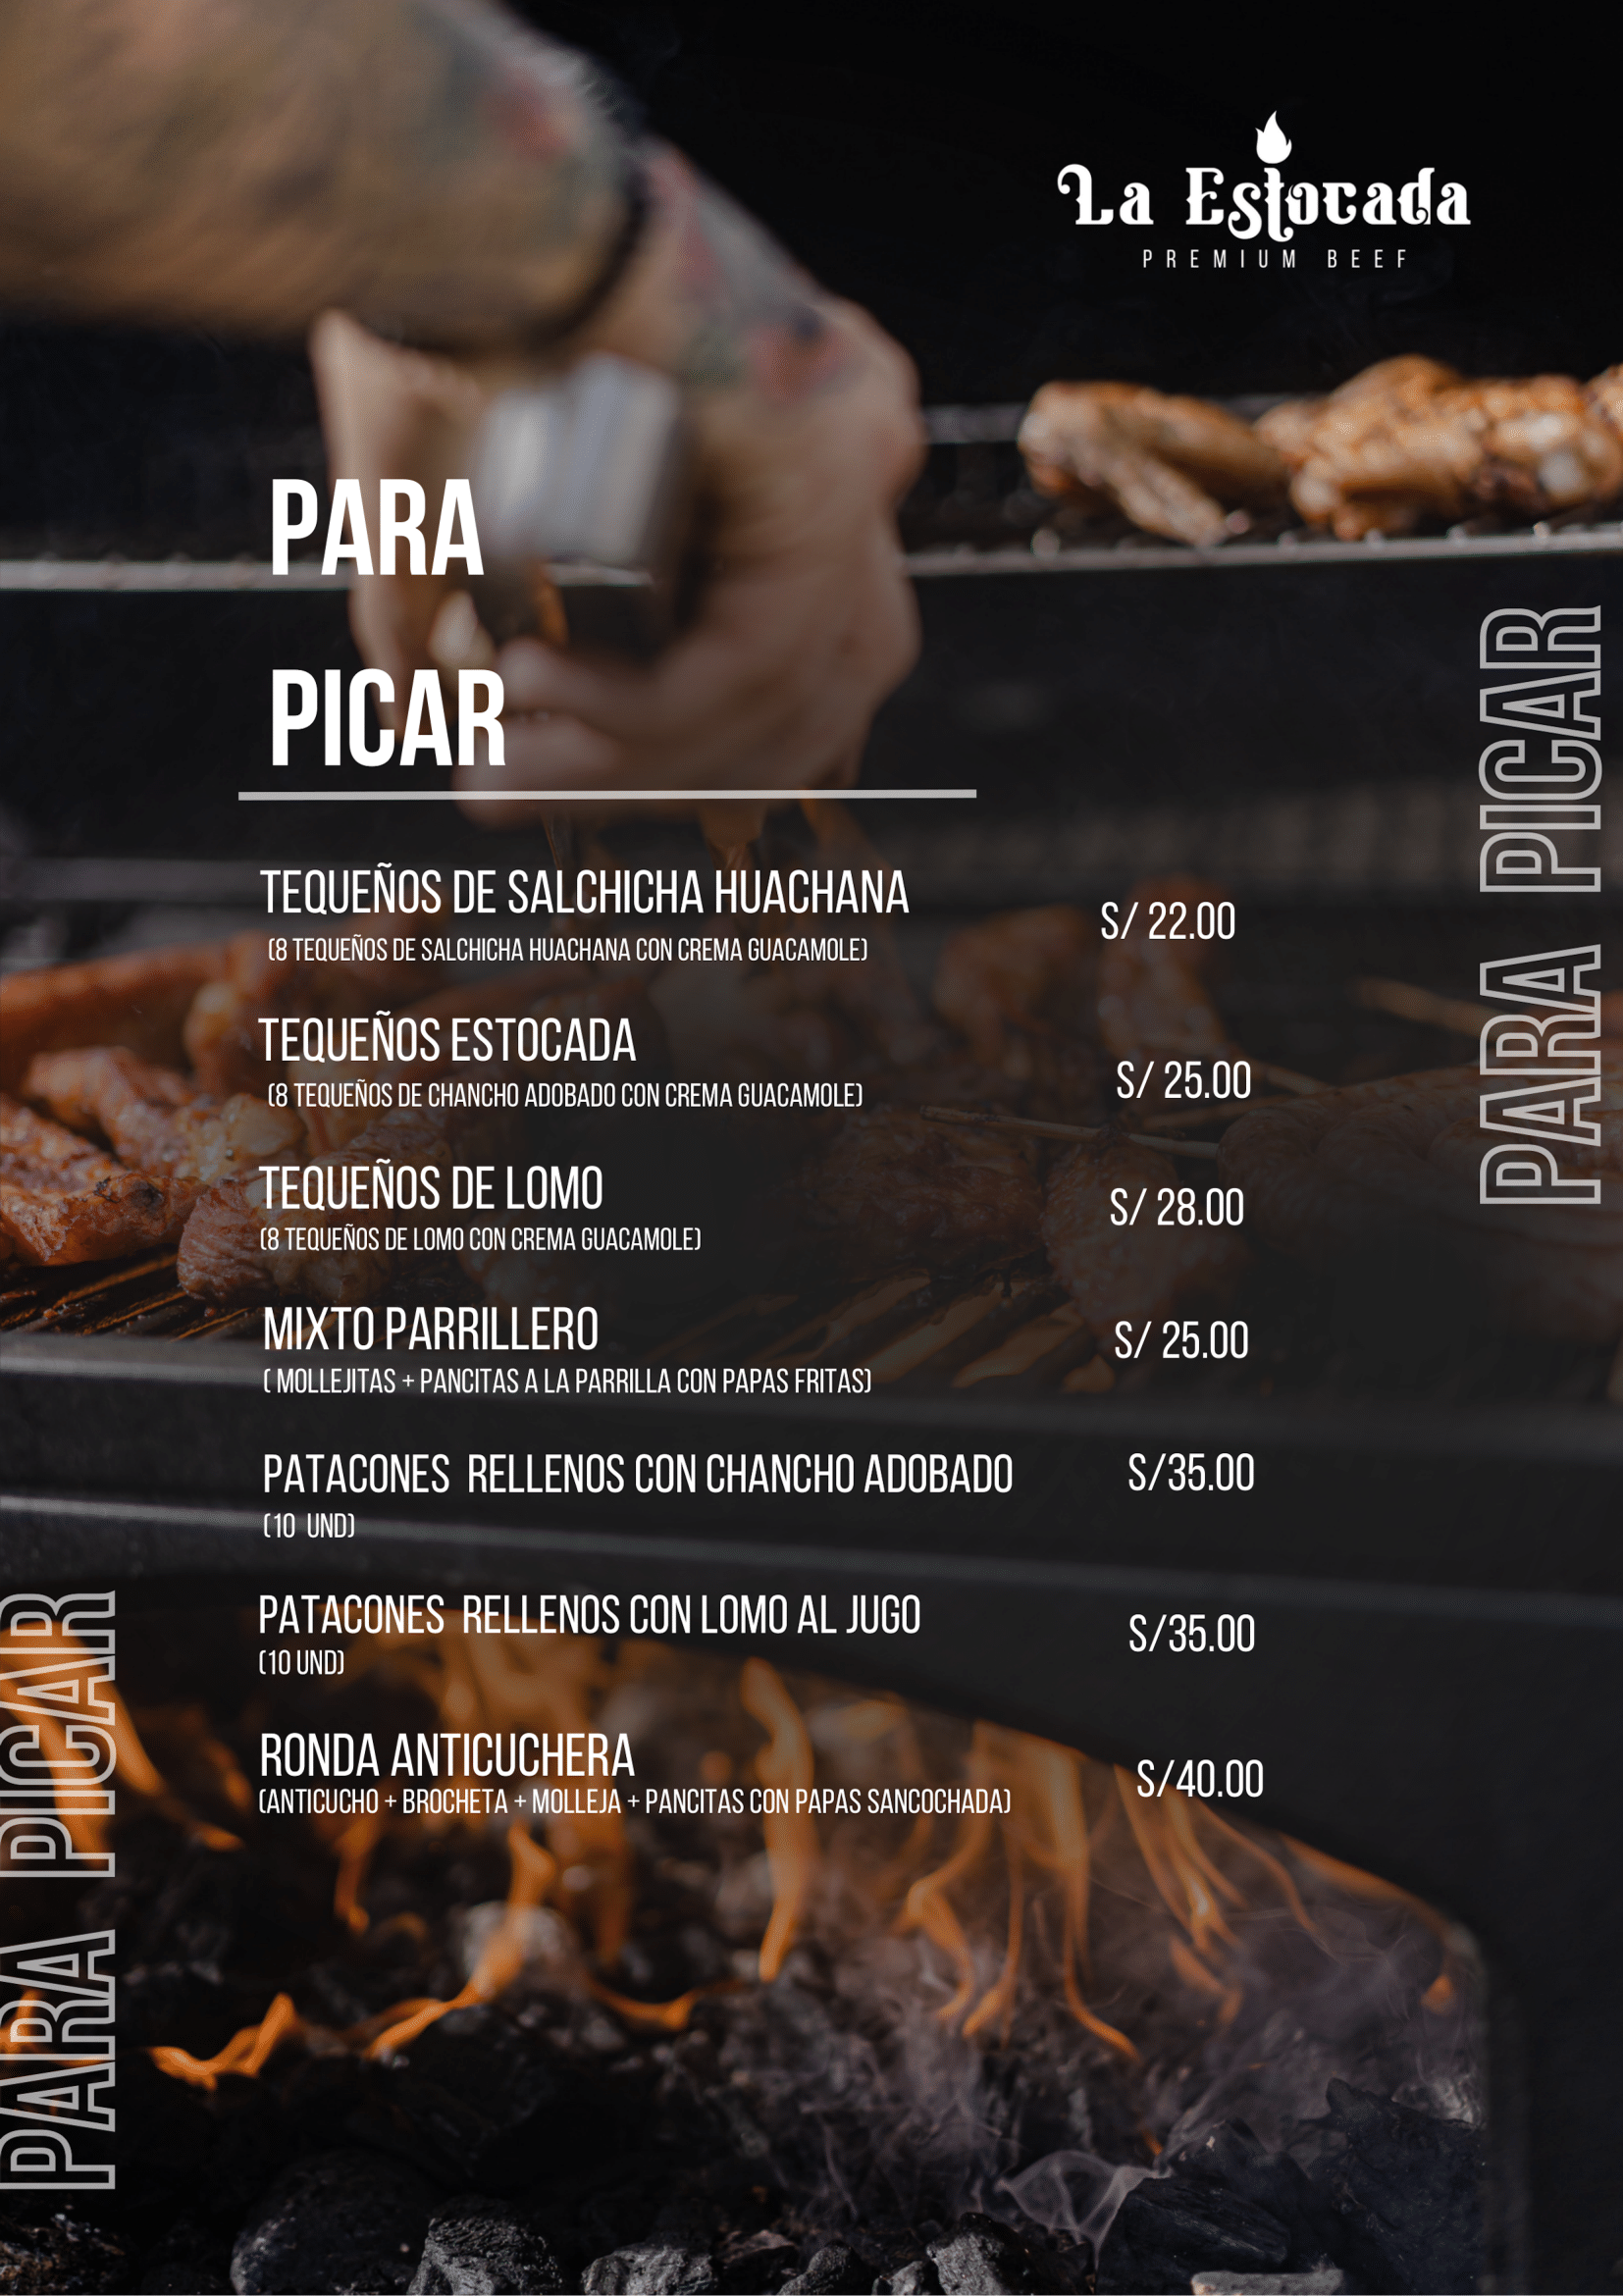 La Estocada
PREMIUM BEEF
PARA
PICAR
TEQUEÑOS DE SALCHICHA HUACHANA
S/ 22.00
(8 TEQUEÑOS DE SALCHICHA HUACHANA CON CREMA GUACAMOLE)
TEQUEÑOS ESTOCADA
S/ 25.00
(8 TEQUEÑOS DE CHANCHO ADOBADO CON CREMA GUACAMOLE)
TEQUEÑOS DE LOMO
S/ 28.00
(8 TEQUEÑOS DE LOMO CON CREMA GUACAMOLE)
MIXTO PARRILLERO
S/ 25.00
( MOLLEJITAS + PANCITAS A LA PARRILLA CON PAPAS FRITAS)
PATACONES RELLENOS CON CHANCHO ADOBADO
S/35.00
(10 UND)
PATACONES RELLENOS CON LOMO AL JUGO
S/35.00
(10 UND)
RONDA ANTICUCHERA
S/40.00
(ANTICUCHO + BROCHETA + MOLLEJA + PANCITAS CON PAPAS SANCOCHADA)
PARA PICAR
PARA PICAR